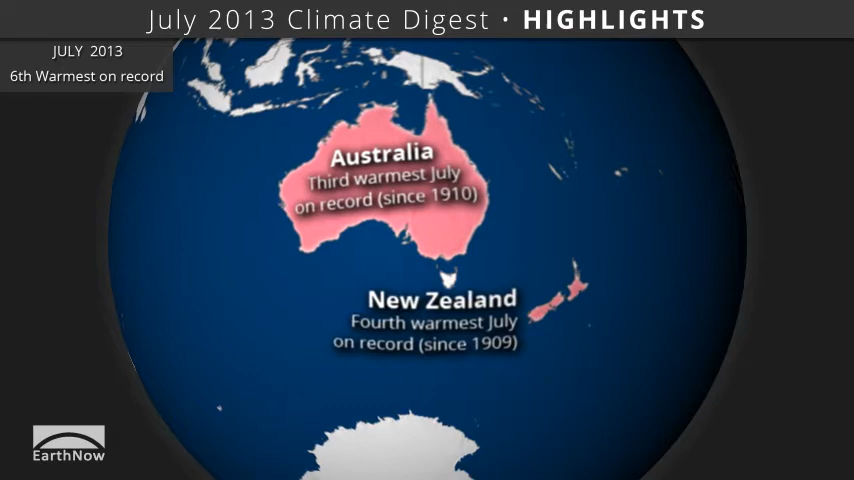 July 2013 Climate Digest • HIGHLIGHTS
JULY 2013
6th Warmest on record
Australia
Third warmest July
on record (since 1910)
New Zealand
Fourth warmest July
on record (since 1909)
EarthNow